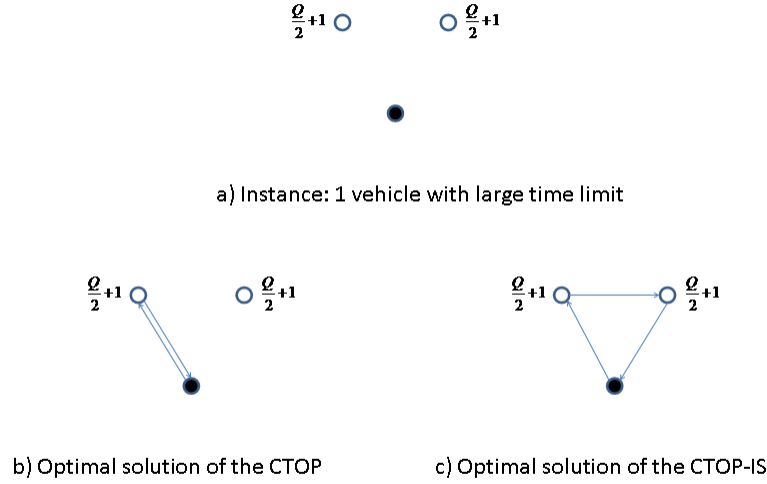 Q/2 +1 Q/2 +1
a) Instance: 1 vehicle with large time limit
Q/2 +1 Q/2 +1 Q/2 +1 Q/2 +1
b) Optimal solution of the CTOP c) Optimal solution of the CTOP-IS